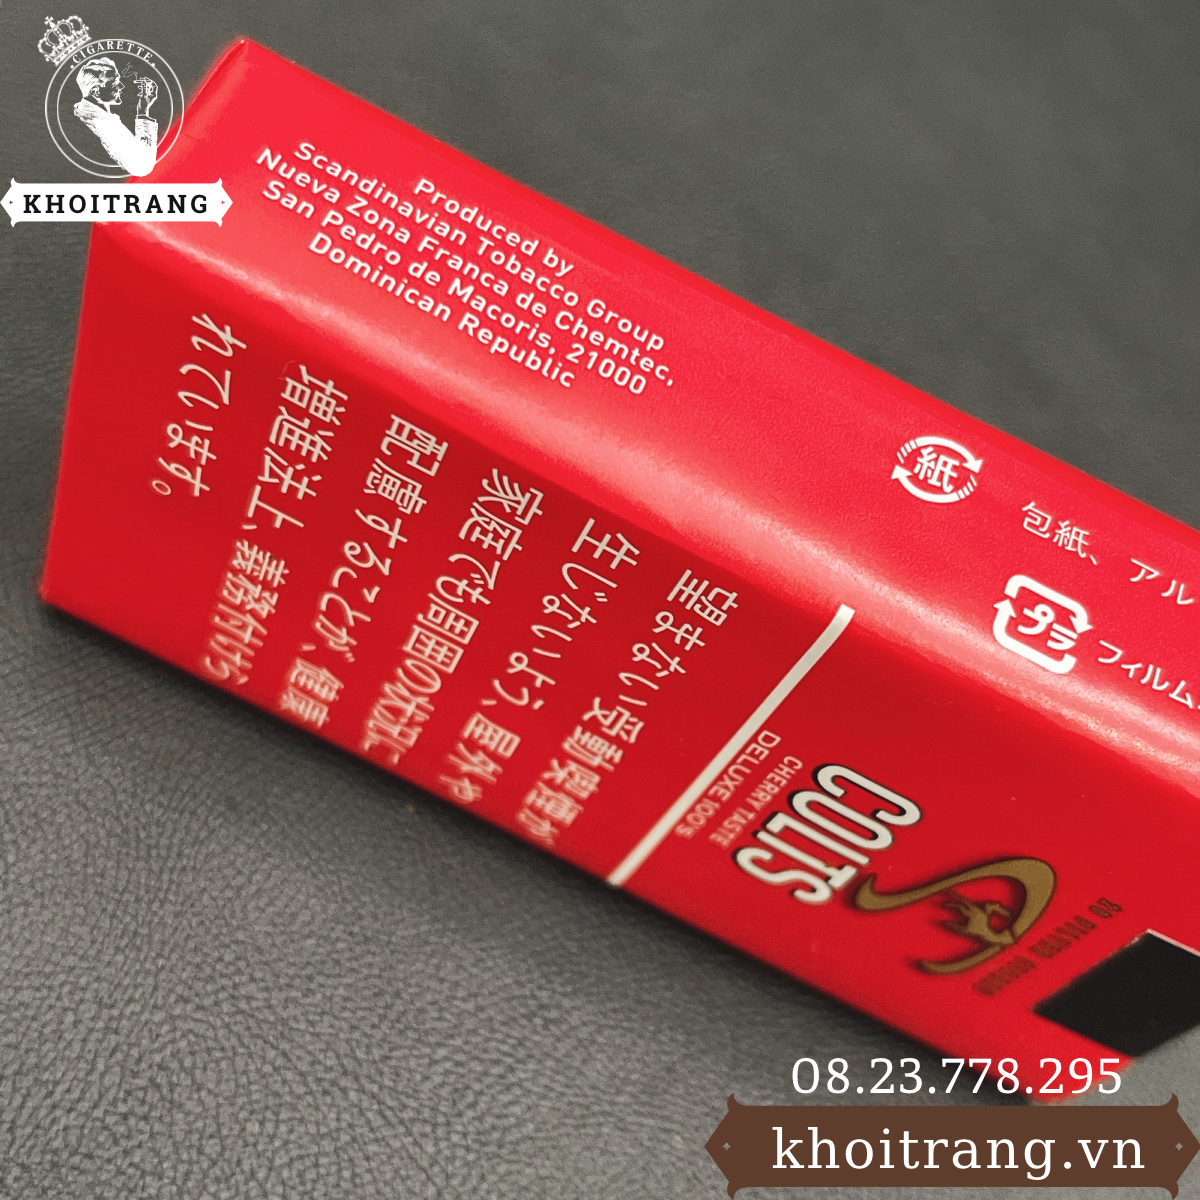 CIGARETTE
KHOITRANG
Produced by
Scandinavian Tobacco Group
Nueva Zona Franca de Chemtec,
San Pedro de Macoris, 21000
Dominican Republic
紙
包紙、アル
プラ
フィルム、
望まない受動喫煙が
生じないよう、屋外や
家庭でも周囲の状況に
配慮することが、健康
増進法上、義務付けら
れています。
DELUXE 100'S
CHERRY TASTE
COLTS
20 FILTER CIGARS
08.23.778.295
khoitrang.vn